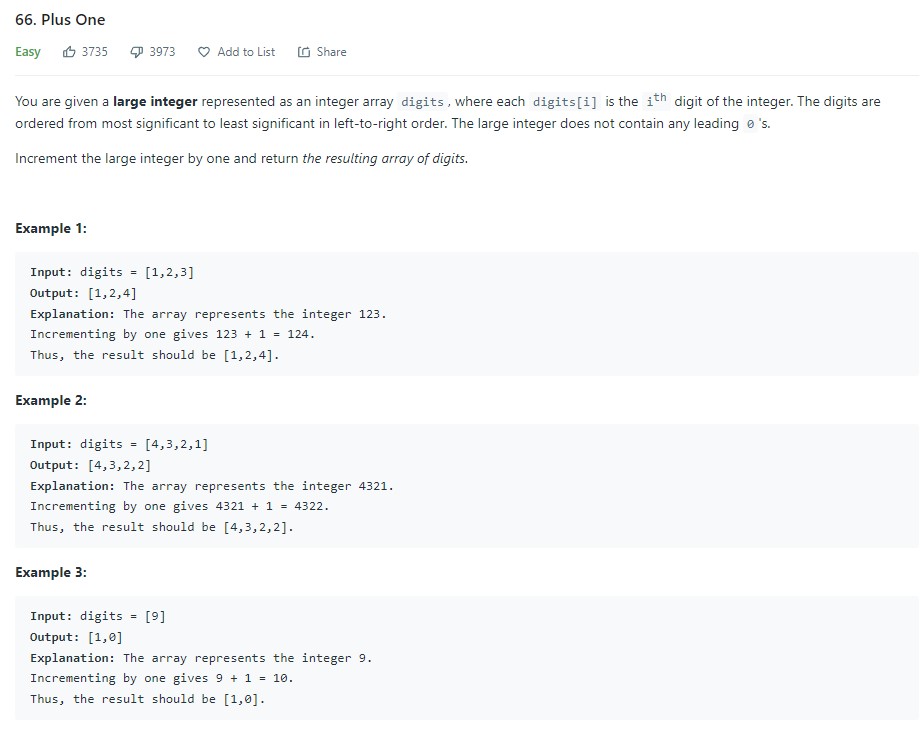 66. Plus One
Easy 3735 3973 Add to List Share
You are given a large integer represented as an integer array digits, where each digits[i] is the ith digit of the integer. The digits are
ordered from most significant to least significant in left-to-right order. The large integer does not contain any leading 0's.
Increment the large integer by one and return the resulting array of digits.
Example 1:
Input: digits = [1,2,3]
Output: [1,2,4]
Explanation: The array represents the integer 123.
Incrementing by one gives 123 + 1 = 124.
Thus, the result should be [1,2,4].
Example 2:
Input: digits = [4,3,2,1]
Output: [4,3,2,2]
Explanation: The array represents the integer 4321.
Incrementing by one gives 4321 + 1 = 4322.
Thus, the result should be [4,3,2,2].
Example 3:
Input: digits = [9]
Output: [1,0]
Explanation: The array represents the integer 9.
Incrementing by one gives 9 + 1 = 10.
Thus, the result should be [1,0].